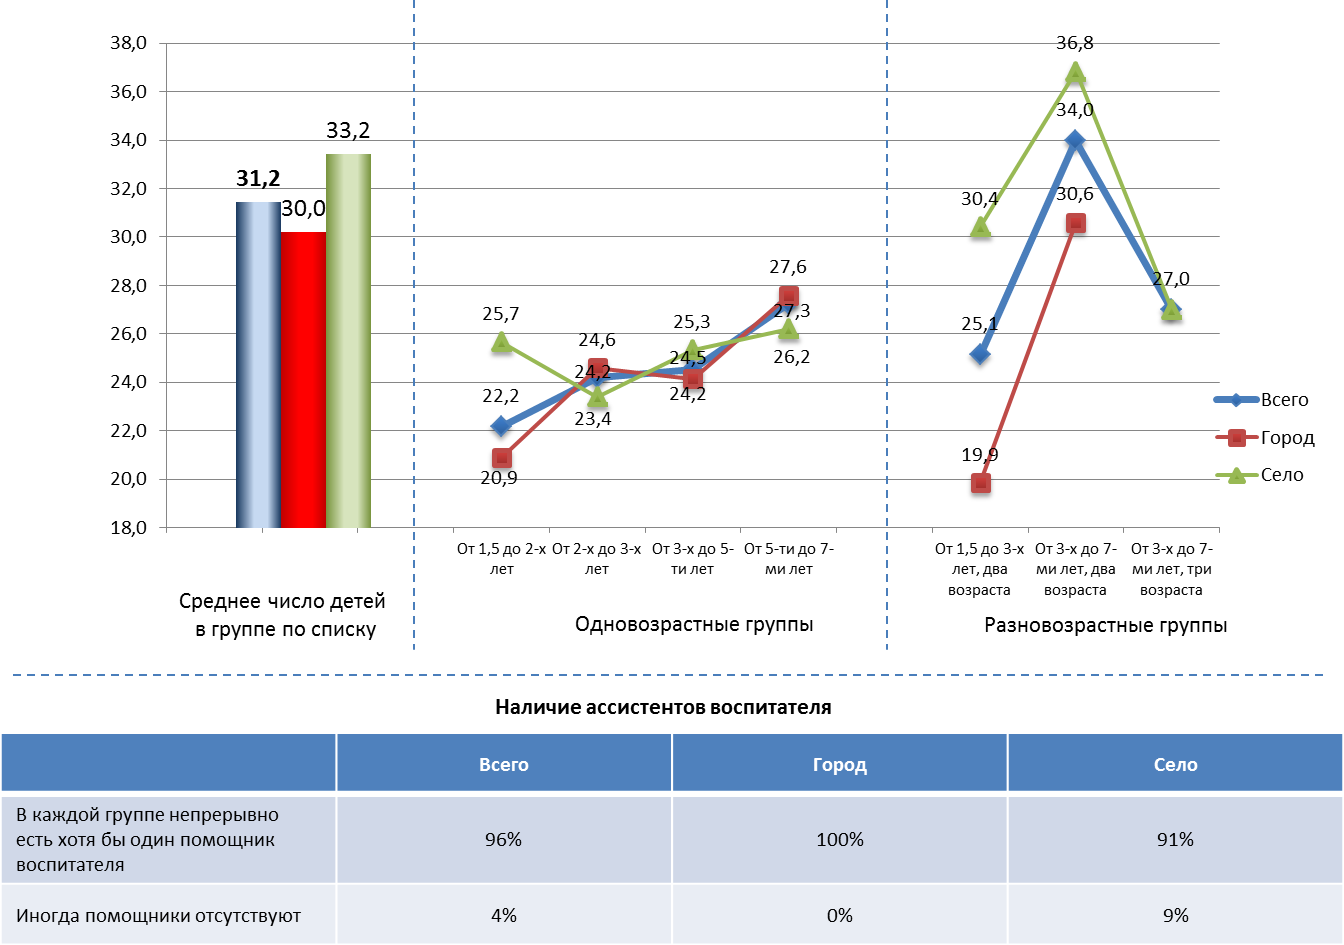 38,0
36,0
34,0
32,0
30,0
28,0
26,0
24,0
22,0
20,0
18,0
31,2
30,0
33,2
Среднее число детей
в группе по списку
25,7
22,2
20,9
24,6
24,2
23,4
25,3
24,5
24,2
27,6
27,3
26,2
От 1,5 до 2-х
лет
От 2-х до 3-х
лет
От 3-х до 5-
ти лет
От 5-ти до 7-
ми лет
Одновозрастные группы
30,4
25,1
19,9
36,8
34,0
30,6
27,0
От 1,5 до 3-х
лет, два
возраста
От 3-х до 7-
ми лет, два
возраста
От 3-х до 7-
ми лет, три
возраста
Разновозрастные группы
Всего
Город
Село
Наличие ассистентов воспитателя
Всего Город Село
В каждой группе непрерывно
есть хотя бы один помощник
воспитателя
96% 100% 91%
Иногда помощники отсутствуют 4% 0% 9%